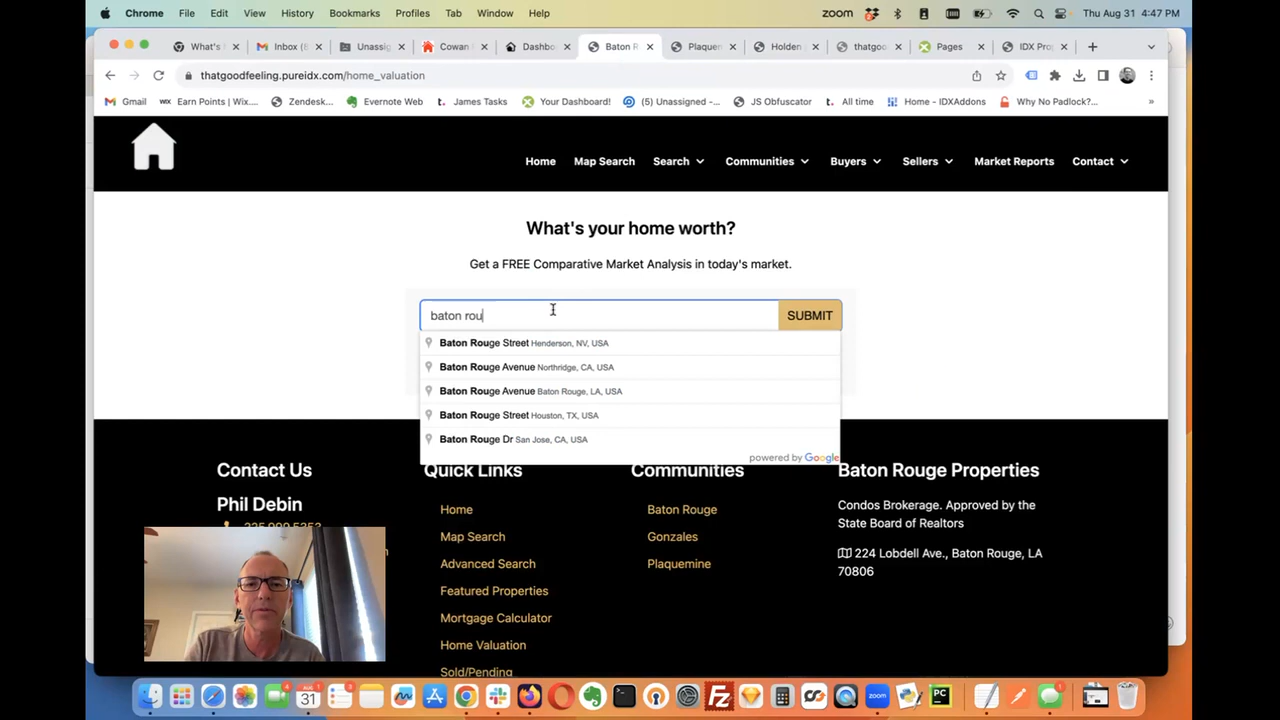 Chrome File Edit View History Bookmarks Profiles Tab Window Help
zoom
Thu Aug 31 4:47 PM
What's
Inbox (
Unassig
Cowan
Dashbo
Baton R
Plaquem
Holden
thatgoo
Pages
IDX Pro
thatgoodfeeling.pureidx.com/home_valuation
Gmail
WIX Earn Points | Wix....
Zendesk...
Evernote Web
t. James Tasks
Your Dashboard!
(5) Unassigned -...
JS Obfuscator
t. All time
Home - IDXAddons
Why No Padlock?...
»
Home Map Search Search Communities Buyers Sellers Market Reports Contact
What's your home worth?
Get a FREE Comparative Market Analysis in today's market.
baton rou
SUBMIT
Baton Rouge Street Henderson, NV, USA
Baton Rouge Avenue Northridge, CA, USA
Baton Rouge Avenue Baton Rouge, LA, USA
Baton Rouge Street Houston, TX, USA
Baton Rouge Dr San Jose, CA, USA
powered by Google
Contact Us
Phil Debin
Quick Links
Home
Map Search
Advanced Search
Featured Properties
Mortgage Calculator
Home Valuation
Sold/Pending
Communities
Baton Rouge
Gonzales
Plaquemine
Baton Rouge Properties
Condos Brokerage. Approved by the
State Board of Realtors
224 Lobdell Ave., Baton Rouge, LA
70806
AUG
31
zoom
PC